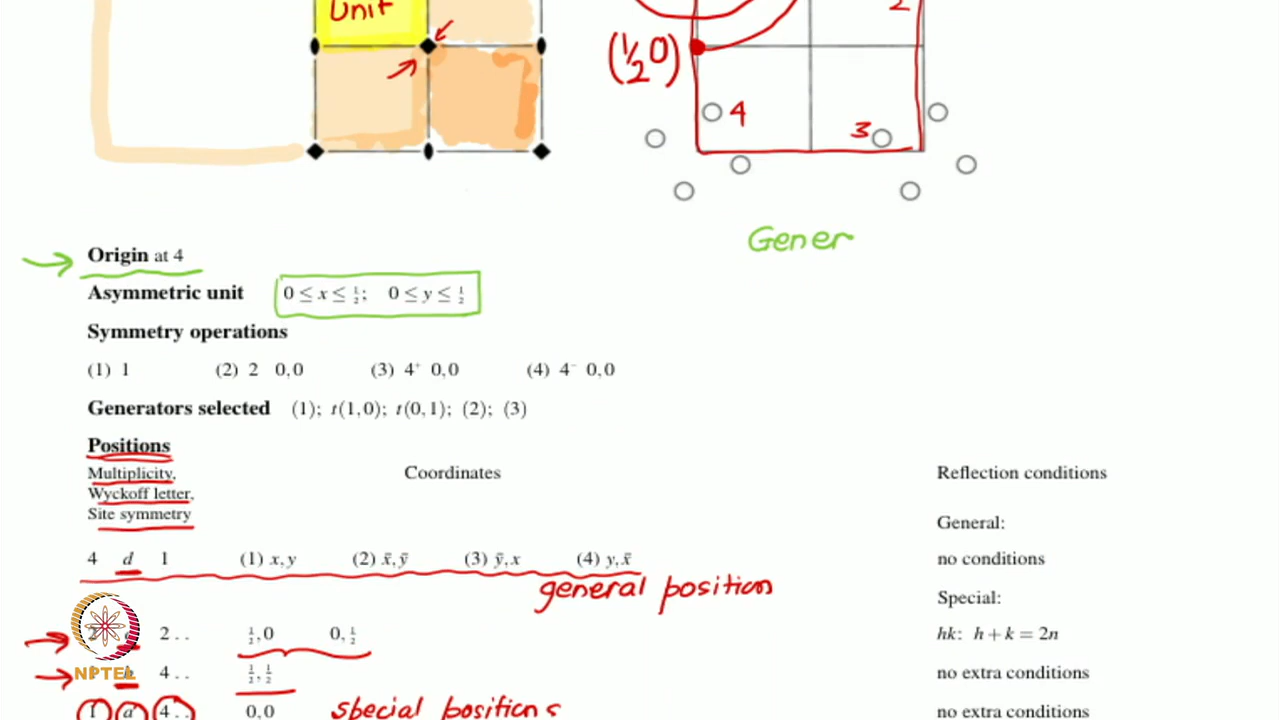 Unit
2
(½0)
4
3
Gener
Origin at 4
Asymmetric unit 0 ≤ x ≤ ½; 0 ≤ y ≤ ½
Symmetry operations
(1) 1 (2) 2 0,0 (3) 4⁺ 0,0 (4) 4⁻ 0,0
Generators selected (1); t(1,0); t(0,1); (2); (3)
Positions
Multiplicity, Coordinates Reflection conditions
Wyckoff letter,
Site symmetry
General:
4 d 1 (1) x,y (2) x̄,ȳ (3) ȳ,x (4) y,x̄ no conditions
general position
Special:
2 2 . . ½,0 0,½ hk: h + k = 2n
4 . . ½,½ no extra conditions
NPTEL
1 a 4 . . 0,0 special positions no extra conditions